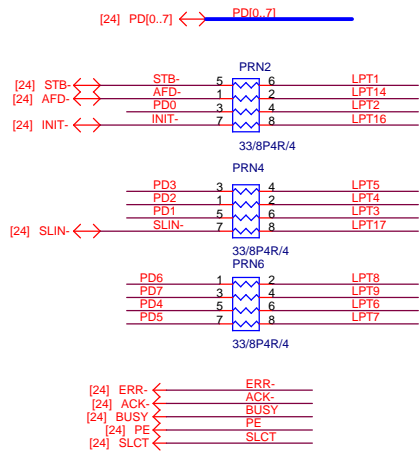 [24] PD[0..7] PD[0..7]
PRN2
[24] STB- STB- 5 6 LPT1
[24] AFD- AFD- 1 2 LPT14
PD0 3 4 LPT2
[24] INIT- INIT- 7 8 LPT16
33/8P4R/4
PRN4
PD3 3 4 LPT5
PD2 1 2 LPT4
PD1 5 6 LPT3
[24] SLIN- SLIN- 7 8 LPT17
33/8P4R/4
PRN6
PD6 1 2 LPT8
PD7 3 4 LPT9
PD4 5 6 LPT6
PD5 7 8 LPT7
33/8P4R/4
[24] ERR- ERR-
[24] ACK- ACK-
[24] BUSY BUSY
[24] PE PE
[24] SLCT SLCT